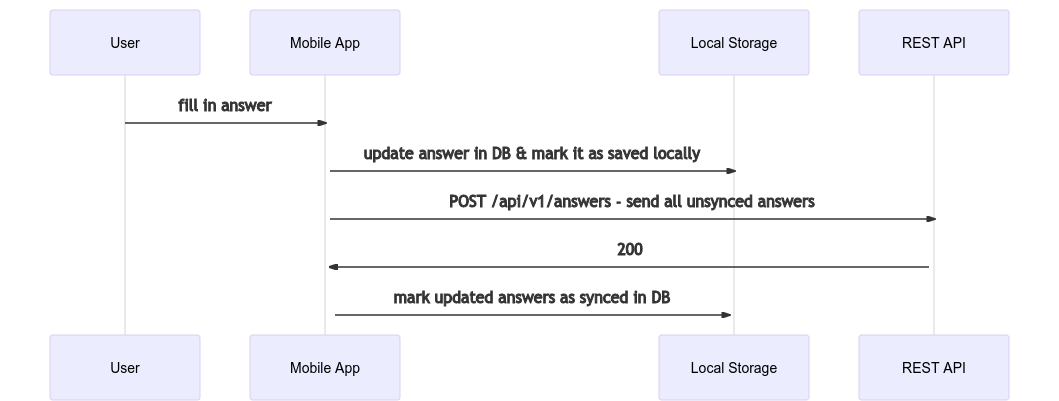 User
Mobile App
Local Storage
REST API
fill in answer
update answer in DB & mark it as saved locally
POST /api/v1/answers - send all unsynced answers
200
mark updated answers as synced in DB
User
Mobile App
Local Storage
REST API